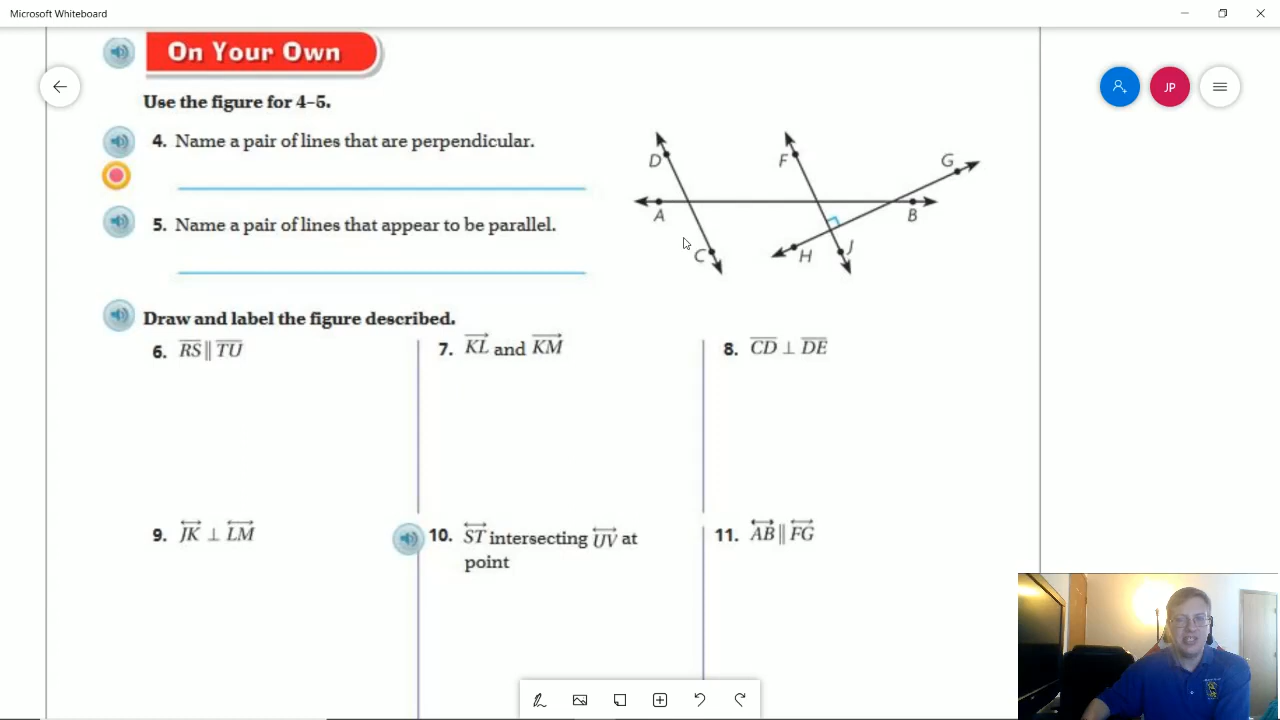 Microsoft Whiteboard
On Your Own
JP
Use the figure for 4–5.
4. Name a pair of lines that are perpendicular.
5. Name a pair of lines that appear to be parallel.
D
F
G
A
B
C
H
J
Draw and label the figure described.
6. RS || TU
7. KL and KM
8. CD ⊥ DE
9. JK ⊥ LM
10. ST intersecting UV at
point
11. AB || FG